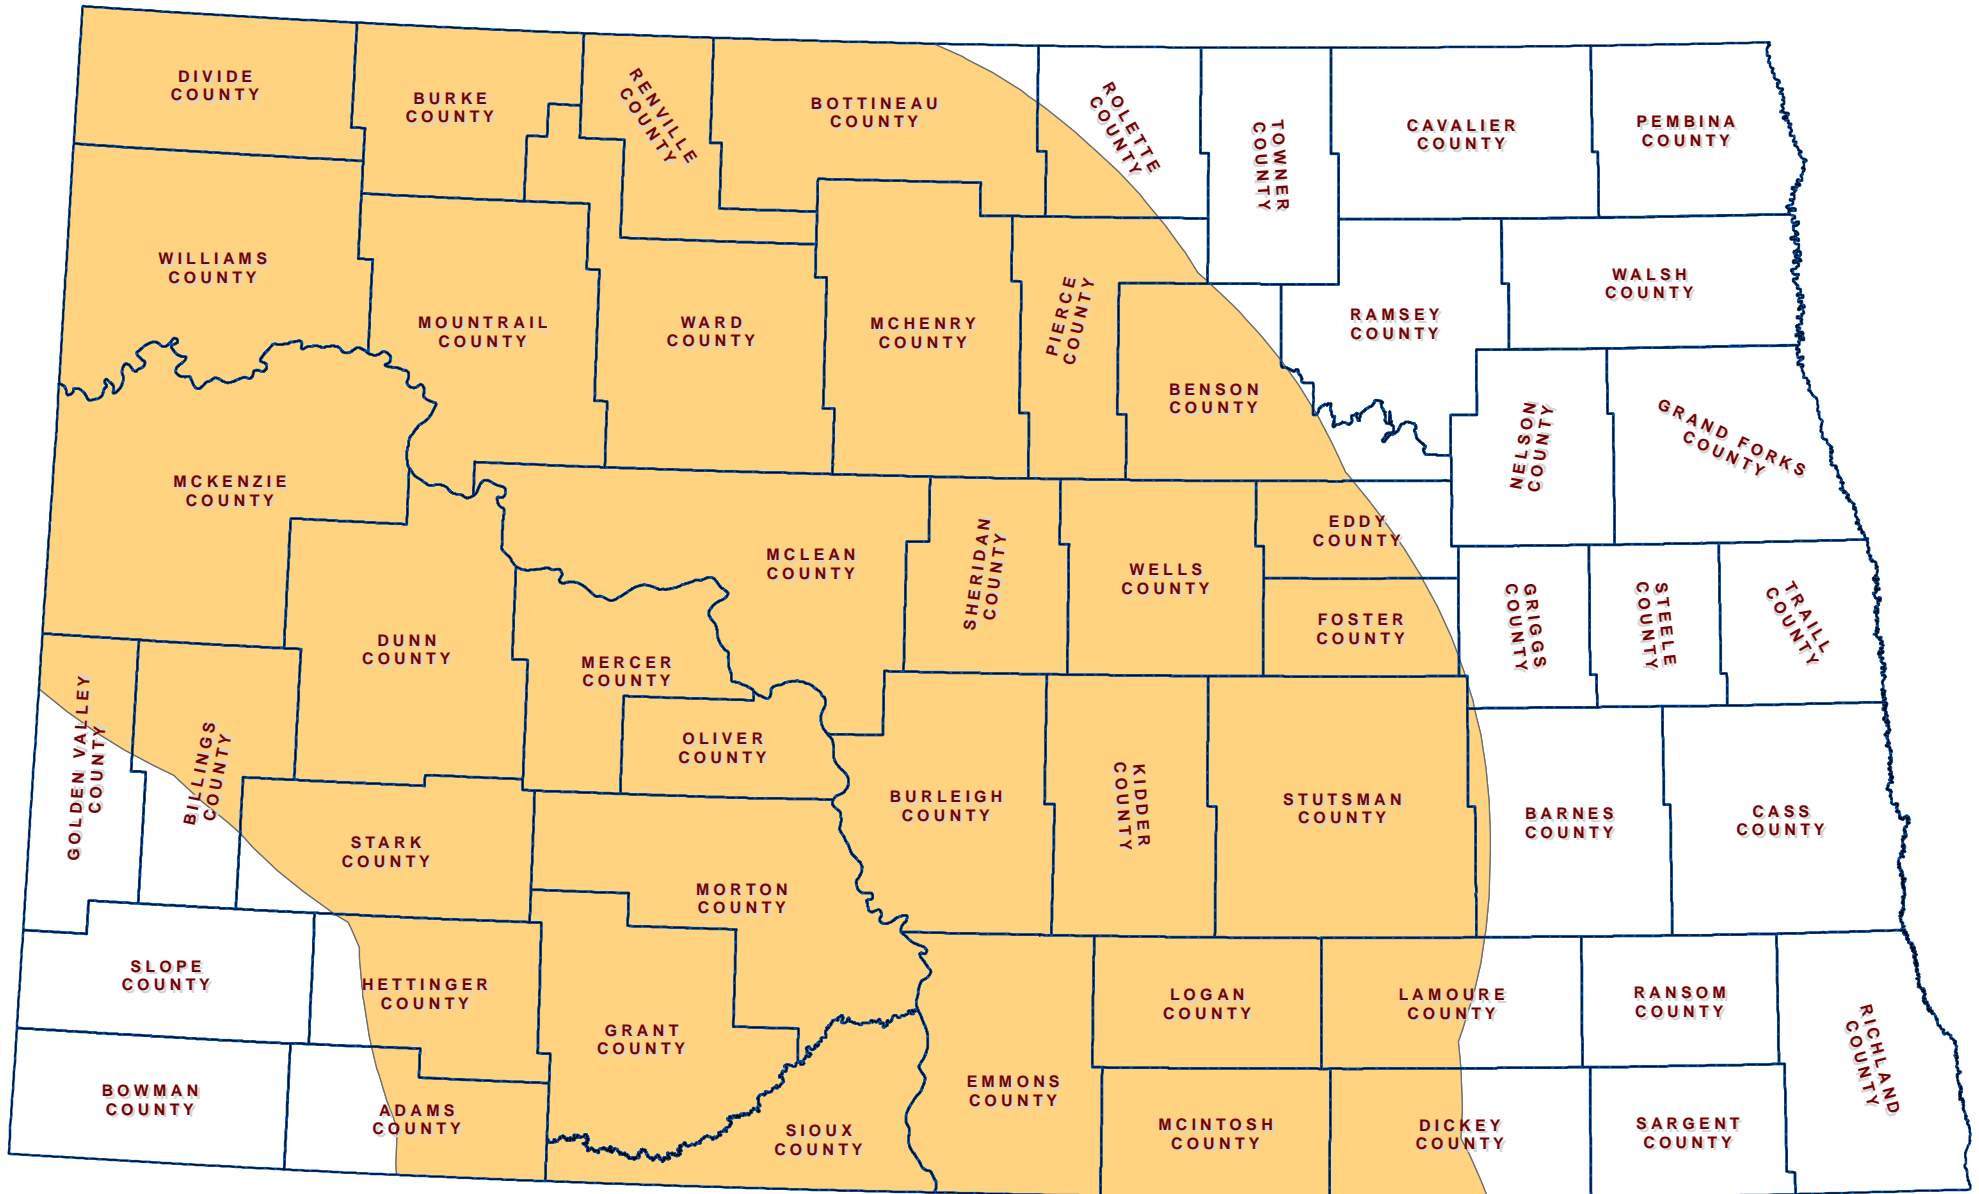 DIVIDE
COUNTY
BURKE
COUNTY
RENVILLE
COUNTY
BOTTINEAU
COUNTY
ROLETTE
COUNTY
TOWNER
COUNTY
CAVALIER
COUNTY
PEMBINA
COUNTY
WILLIAMS
COUNTY
MOUNTRAIL
COUNTY
WARD
COUNTY
MCHENRY
COUNTY
PIERCE
COUNTY
BENSON
COUNTY
RAMSEY
COUNTY
WALSH
COUNTY
MCKENZIE
COUNTY
NELSON
COUNTY
GRAND FORKS
COUNTY
DUNN
COUNTY
MCLEAN
COUNTY
SHERIDAN
COUNTY
WELLS
COUNTY
EDDY
COUNTY
FOSTER
COUNTY
GRIGGS
COUNTY
STEELE
COUNTY
TRAILL
COUNTY
GOLDEN VALLEY
COUNTY
BILLINGS
COUNTY
MERCER
COUNTY
OLIVER
COUNTY
STARK
COUNTY
MORTON
COUNTY
BURLEIGH
COUNTY
KIDDER
COUNTY
STUTSMAN
COUNTY
BARNES
COUNTY
CASS
COUNTY
SLOPE
COUNTY
HETTINGER
COUNTY
GRANT
COUNTY
LOGAN
COUNTY
LAMOURE
COUNTY
RANSOM
COUNTY
RICHLAND
COUNTY
BOWMAN
COUNTY
ADAMS
COUNTY
SIOUX
COUNTY
EMMONS
COUNTY
MCINTOSH
COUNTY
DICKEY
COUNTY
SARGENT
COUNTY